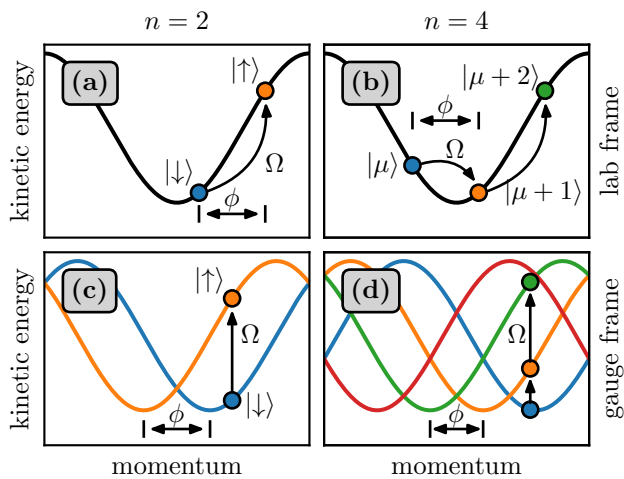 n = 2
n = 4
kinetic energy
(a)
|↑⟩
|↓⟩
Ω
ϕ
(b)
|μ + 2⟩
ϕ
Ω
|μ⟩
|μ + 1⟩
lab frame
kinetic energy
(c)
|↑⟩
Ω
|↓⟩
ϕ
(d)
Ω
ϕ
gauge frame
momentum
momentum